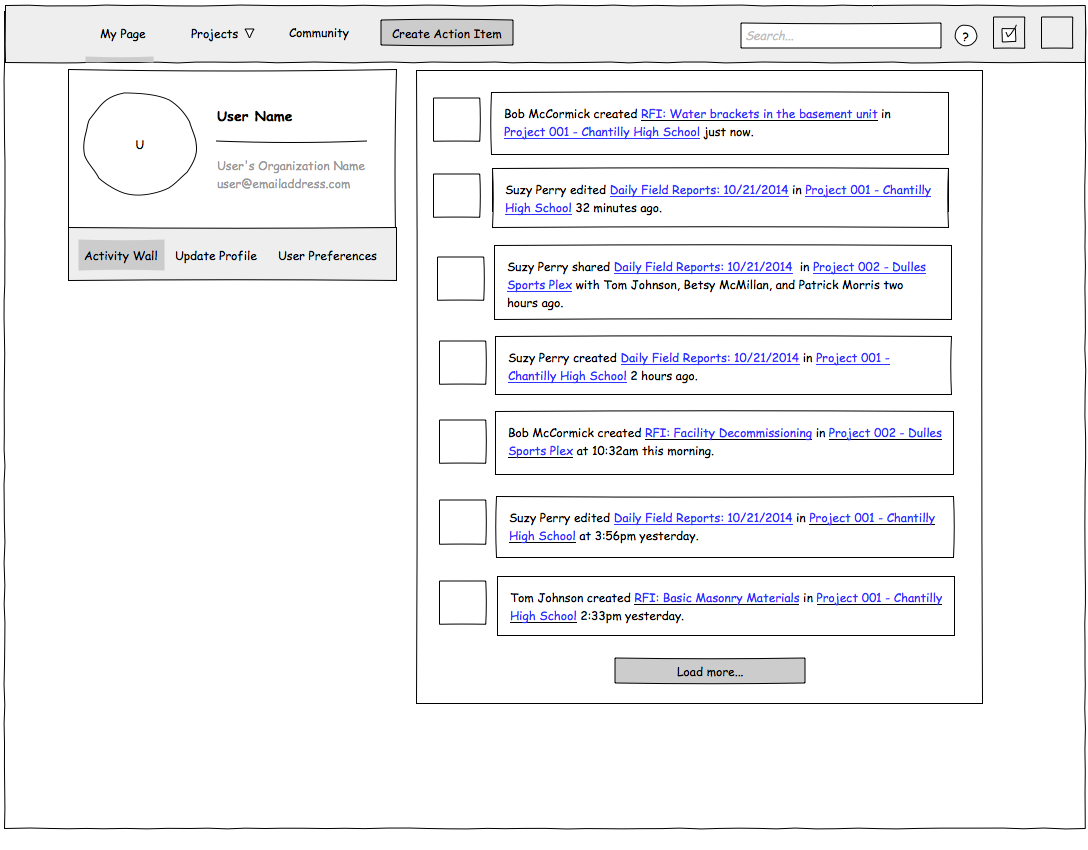 My Page Projects Community Create Action Item Search... ?
U
User Name
User's Organization Name
user@emailaddress.com
Activity Wall Update Profile User Preferences
Bob McCormick created RFI: Water brackets in the basement unit in
Project 001 - Chantilly High School just now.
Suzy Perry edited Daily Field Reports: 10/21/2014 in Project 001 - Chantilly
High School 32 minutes ago.
Suzy Perry shared Daily Field Reports: 10/21/2014 in Project 002 - Dulles
Sports Plex with Tom Johnson, Betsy McMillan, and Patrick Morris two
hours ago.
Suzy Perry created Daily Field Reports: 10/21/2014 in Project 001 -
Chantilly High School 2 hours ago.
Bob McCormick created RFI: Facility Decommissioning in Project 002 - Dulles
Sports Plex at 10:32am this morning.
Suzy Perry edited Daily Field Reports: 10/21/2014 in Project 001 - Chantilly
High School at 3:56pm yesterday.
Tom Johnson created RFI: Basic Masonry Materials in Project 001 - Chantilly
High School 2:33pm yesterday.
Load more...